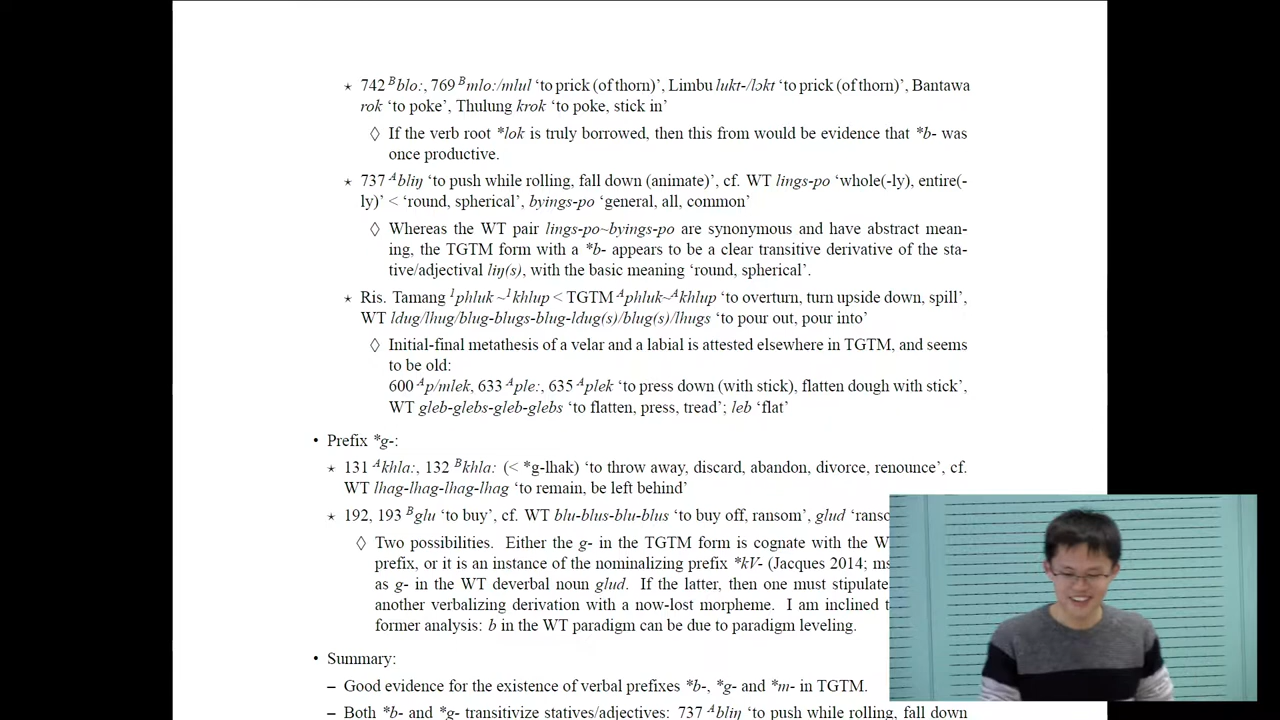 ⋆ 742 ᴮblo:, 769 ᴮmlo:/mlul ‘to prick (of thorn)’, Limbu lukt-/lɔkt ‘to prick (of thorn)’, Bantawa
rok ‘to poke’, Thulung krok ‘to poke, stick in’
◊ If the verb root *lok is truly borrowed, then this from would be evidence that *b- was
once productive.
⋆ 737 ᴬbliŋ ‘to push while rolling, fall down (animate)’, cf. WT lings-po ‘whole(-ly), entire(-
ly)’ < ‘round, spherical’, byings-po ‘general, all, common’
◊ Whereas the WT pair lings-po~byings-po are synonymous and have abstract mean-
ing, the TGTM form with a *b- appears to be a clear transitive derivative of the sta-
tive/adjectival liŋ(s), with the basic meaning ‘round, spherical’.
⋆ Ris. Tamang ¹phluk ~¹khlup < TGTM ᴬphluk~ᴬkhlup ‘to overturn, turn upside down, spill’,
WT ldug/lhug/blug-blugs-blug-ldug(s)/blug(s)/lhugs ‘to pour out, pour into’
◊ Initial-final metathesis of a velar and a labial is attested elsewhere in TGTM, and seems
to be old:
600 ᴬp/mlek, 633 ᴬple:, 635 ᴬplek ‘to press down (with stick), flatten dough with stick’,
WT gleb-glebs-gleb-glebs ‘to flatten, press, tread’; leb ‘flat’
• Prefix *g-:
⋆ 131 ᴬkhla:, 132 ᴮkhla: (< *g-lhak) ‘to throw away, discard, abandon, divorce, renounce’, cf.
WT lhag-lhag-lhag-lhag ‘to remain, be left behind’
⋆ 192, 193 ᴮglu ‘to buy’, cf. WT blu-blus-blu-blus ‘to buy off, ransom’, glud ‘ranso
◊ Two possibilities. Either the g- in the TGTM form is cognate with the W
prefix, or it is an instance of the nominalizing prefix *kV- (Jacques 2014; ms
as g- in the WT deverbal noun glud. If the latter, then one must stipulate
another verbalizing derivation with a now-lost morpheme. I am inclined t
former analysis: b in the WT paradigm can be due to paradigm leveling.
• Summary:
– Good evidence for the existence of verbal prefixes *b-, *g- and *m- in TGTM.
– Both *b- and *g- transitivize statives/adjectives: 737 ᴬbliŋ ‘to push while rolling, fall down